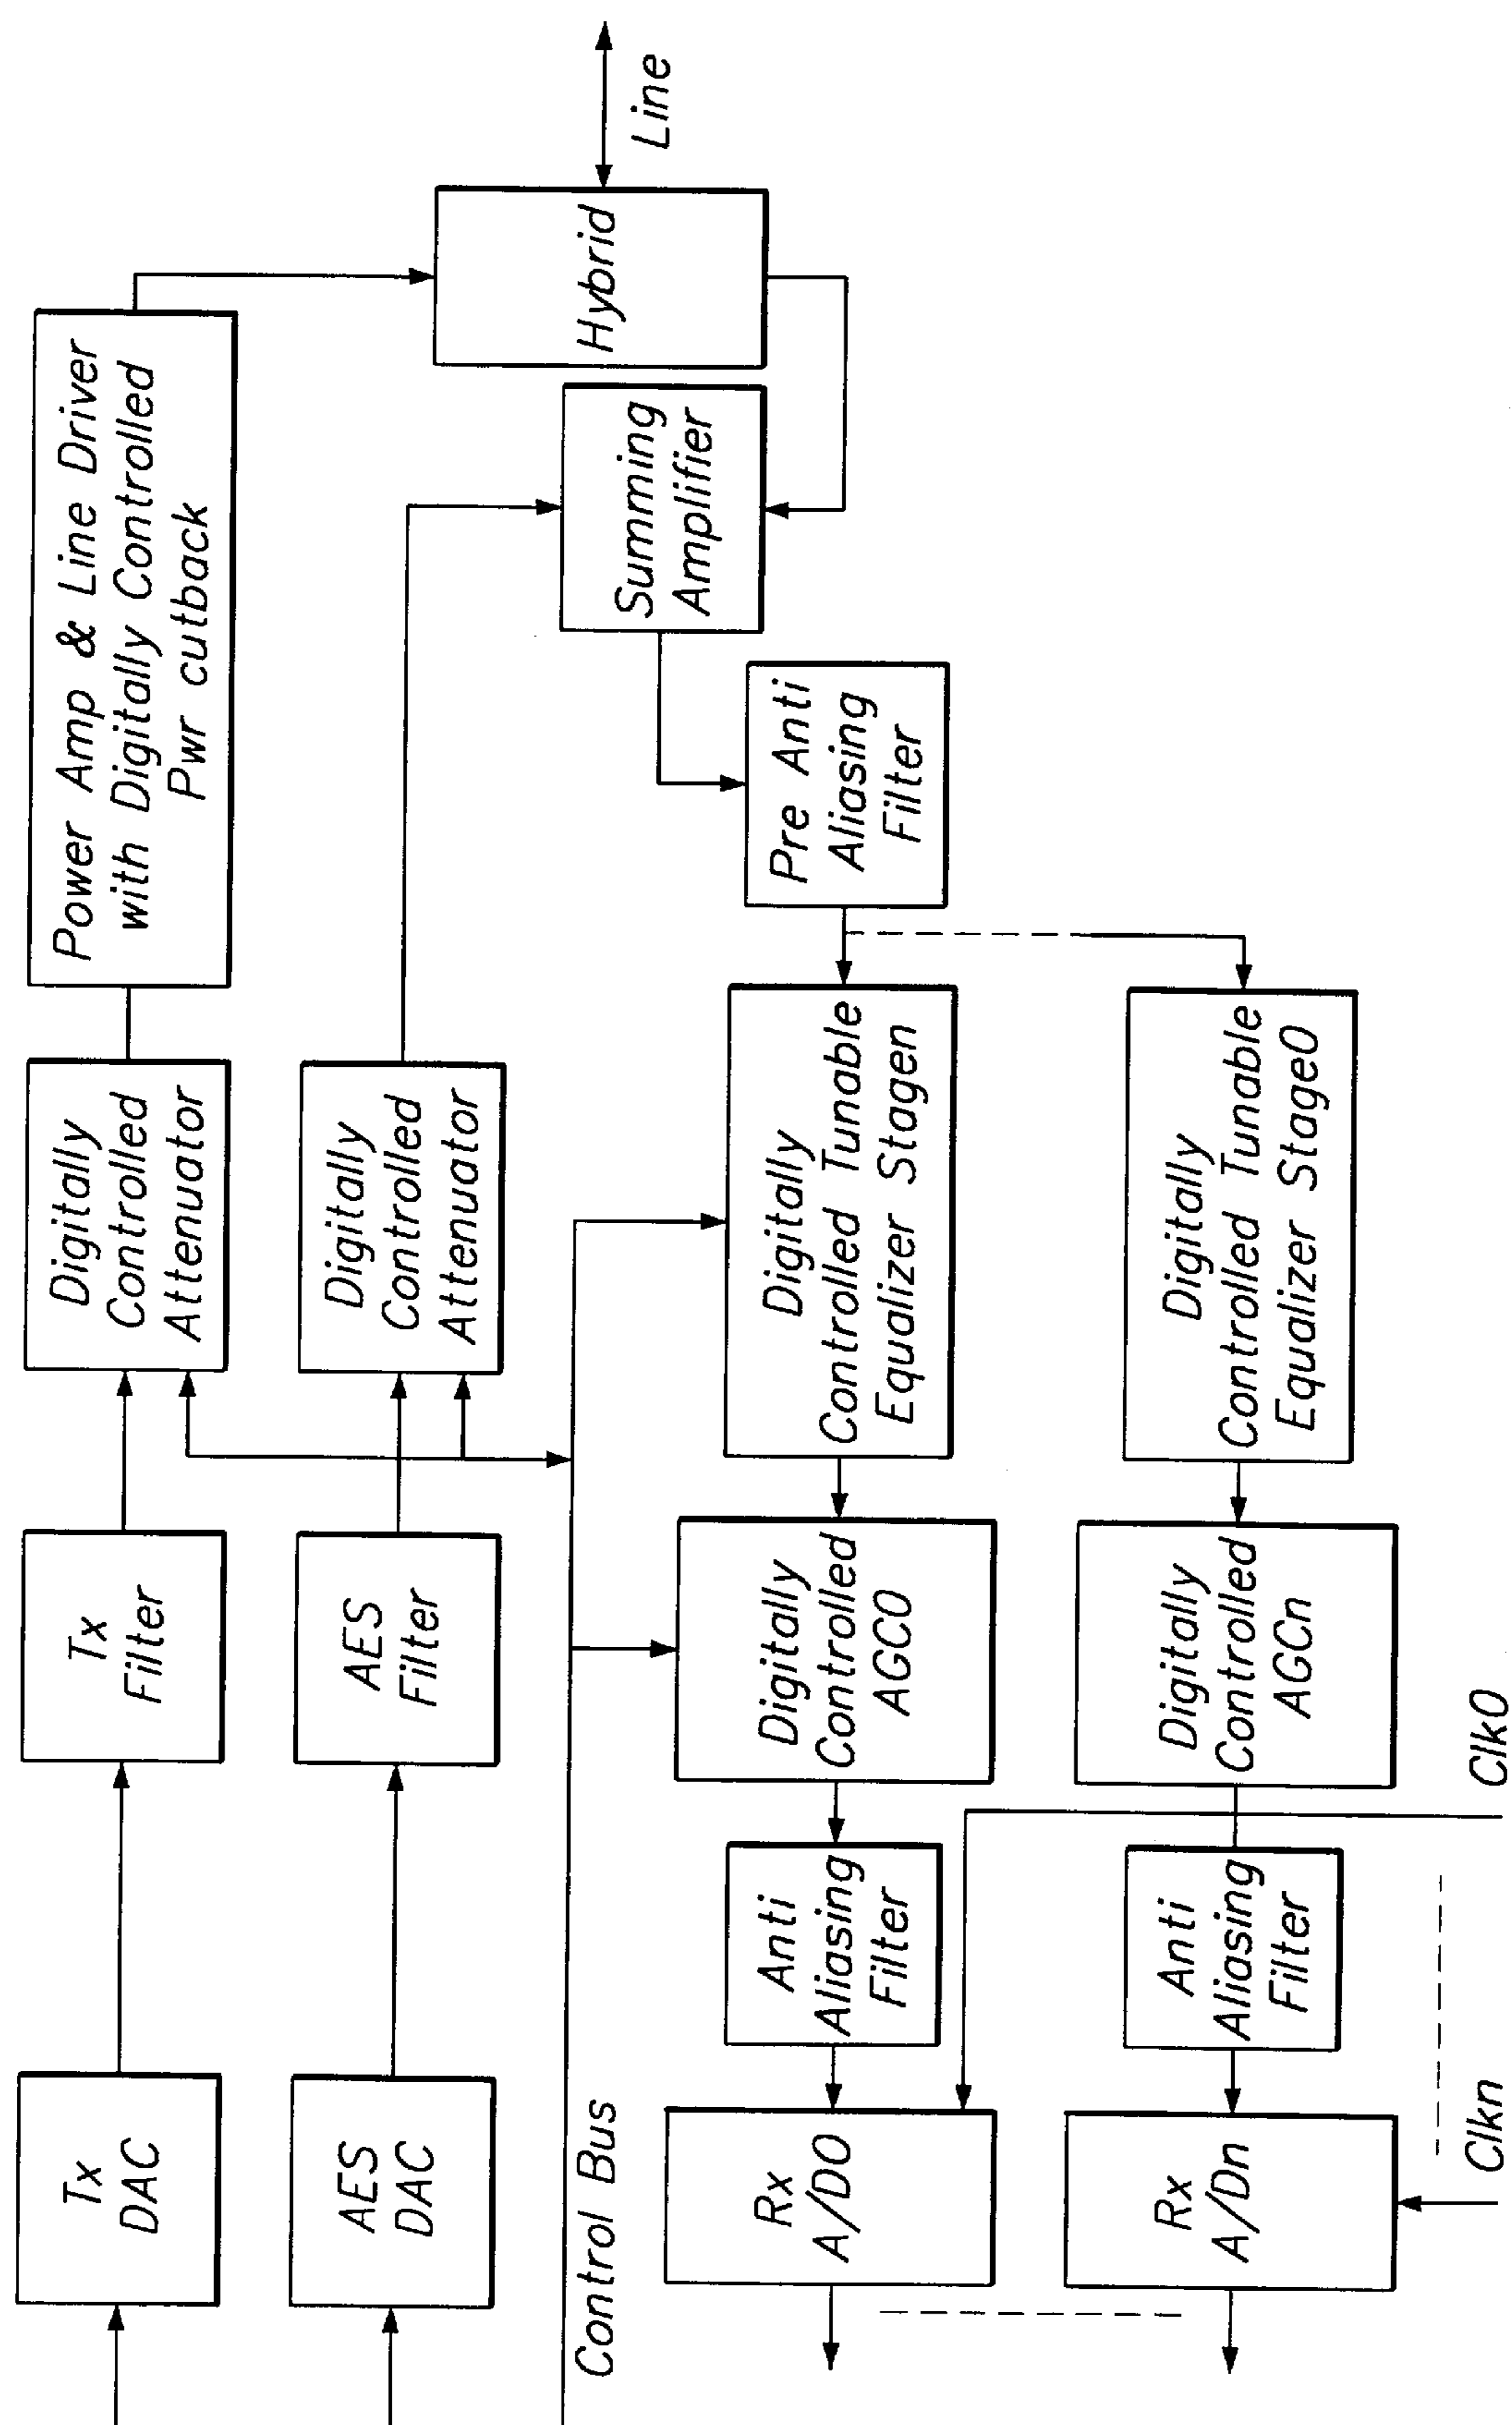 Tx
DAC
Tx
Filter
Digitally
Controlled
Attenuator
Power Amp & Line Driver
with Digitally Controlled
Pwr cutback
AES
DAC
AES
Filter
Digitally
Controlled
Attenuator
Hybrid
Line
Summing
Amplifier
Control Bus
Pre Anti
Aliasing
Filter
Rx
A/D0
Anti
Aliasing
Filter
Digitally
Controlled
AGC0
Digitally
Controlled Tunable
Equalizer Stagen
Rx
A/Dn
Anti
Aliasing
Filter
Digitally
Controlled
AGCn
Digitally
Controlled Tunable
Equalizer Stage0
Clkn
Clk0